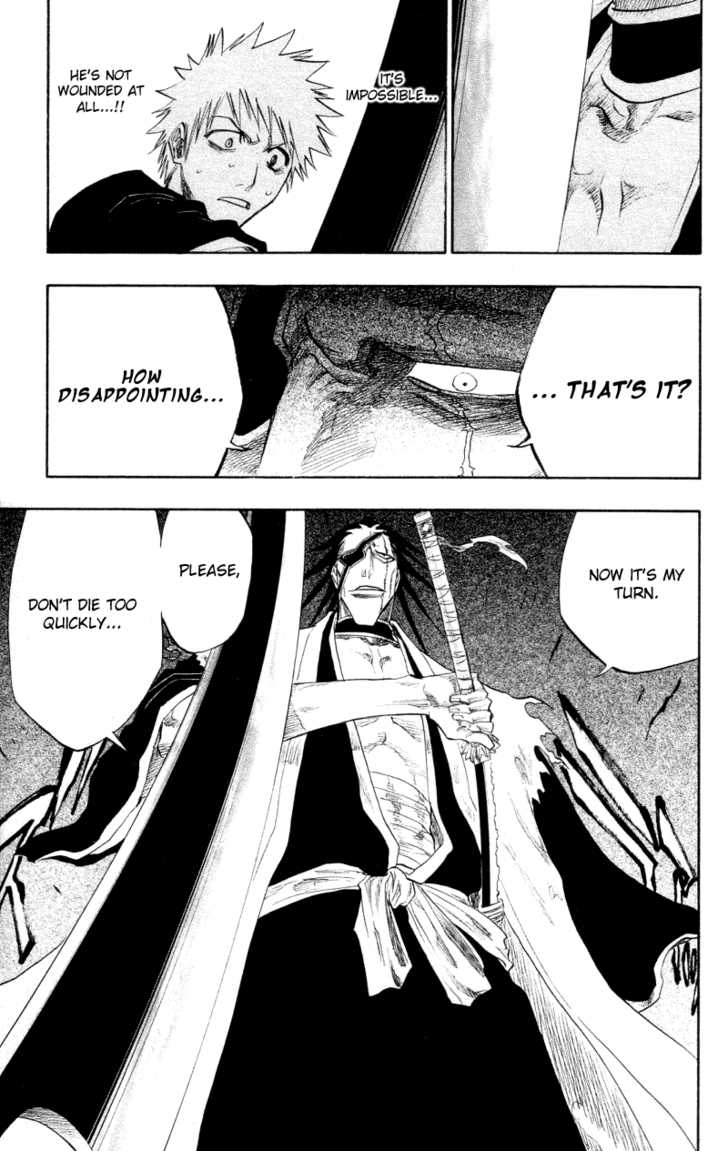 IT'S
IMPOSSIBLE...
HE'S NOT
WOUNDED AT
ALL...!!
... THAT'S IT?
HOW
DISAPPOINTING...
NOW IT'S MY
TURN.
PLEASE,
DON'T DIE TOO
QUICKLY...